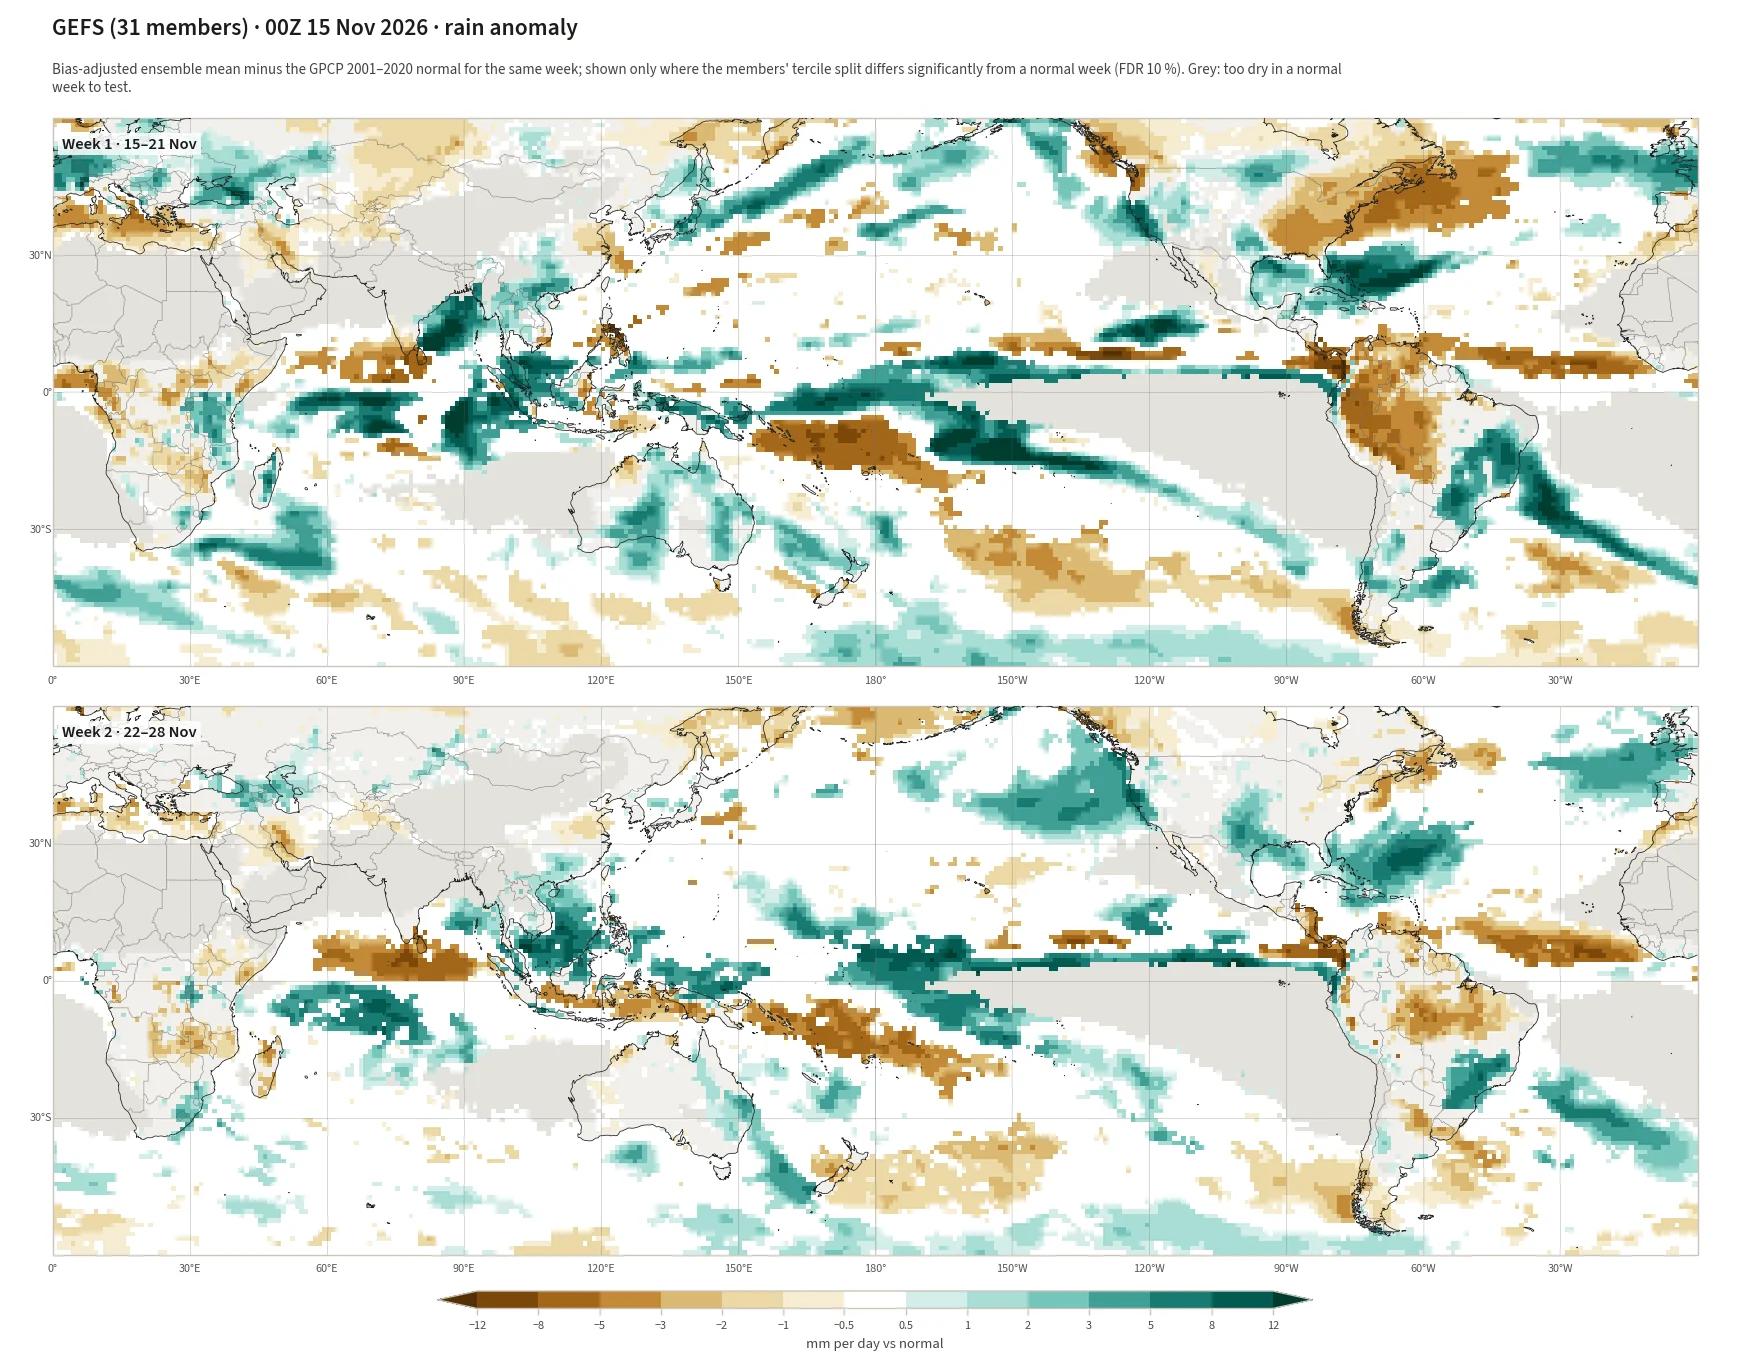 GEFS (31 members) · 00Z 15 Nov 2026 · rain anomaly
Bias-adjusted ensemble mean minus the GPCP 2001–2020 normal for the same week; shown only where the members' tercile split differs significantly from a normal week (FDR 10 %). Grey: too dry in a normal
week to test.
Week 1 · 15–21 Nov
30°N
0°
30°S
0° 30°E 60°E 90°E 120°E 150°E 180° 150°W 120°W 90°W 60°W 30°W
Week 2 · 22–28 Nov
30°N
0°
30°S
0° 30°E 60°E 90°E 120°E 150°E 180° 150°W 120°W 90°W 60°W 30°W
−12 −8 −5 −3 −2 −1 −0.5 0.5 1 2 3 5 8 12
mm per day vs normal